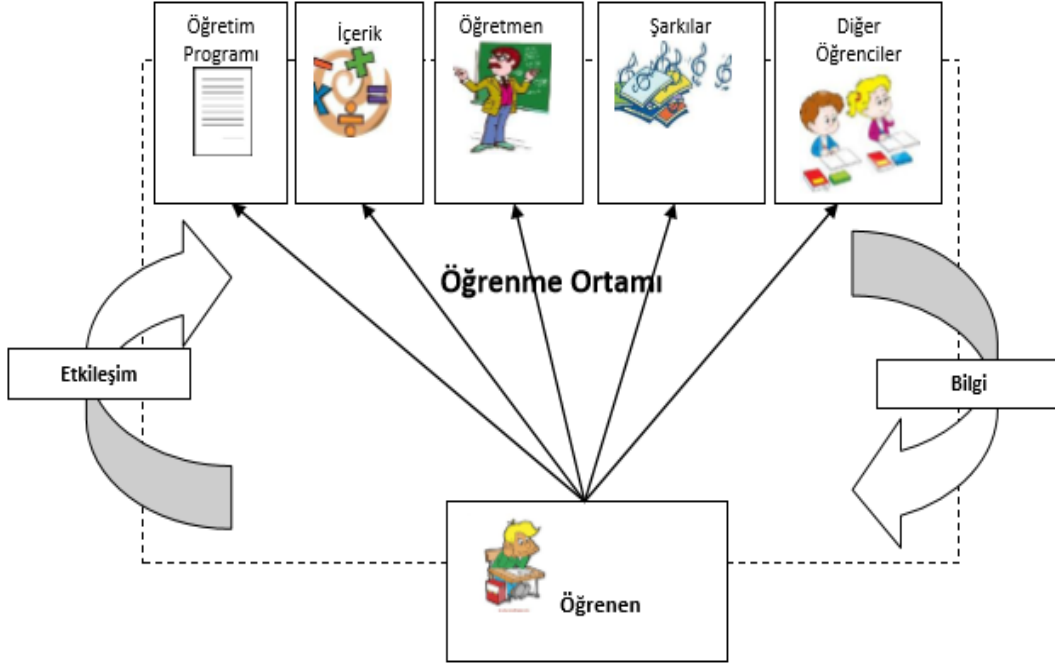 Öğretim
Programı
İçerik
Öğretmen
Şarkılar
Diğer
Öğrenciler
Öğrenme Ortamı
Etkileşim
Bilgi
Öğrenen